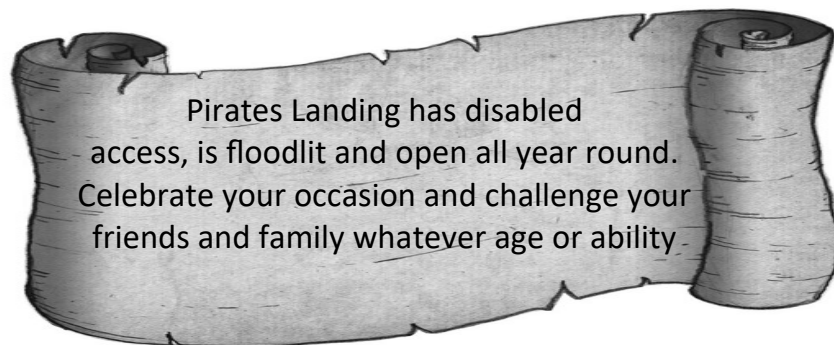 Pirates Landing has disabled
access, is floodlit and open all year round.
Celebrate your occasion and challenge your
friends and family whatever age or ability